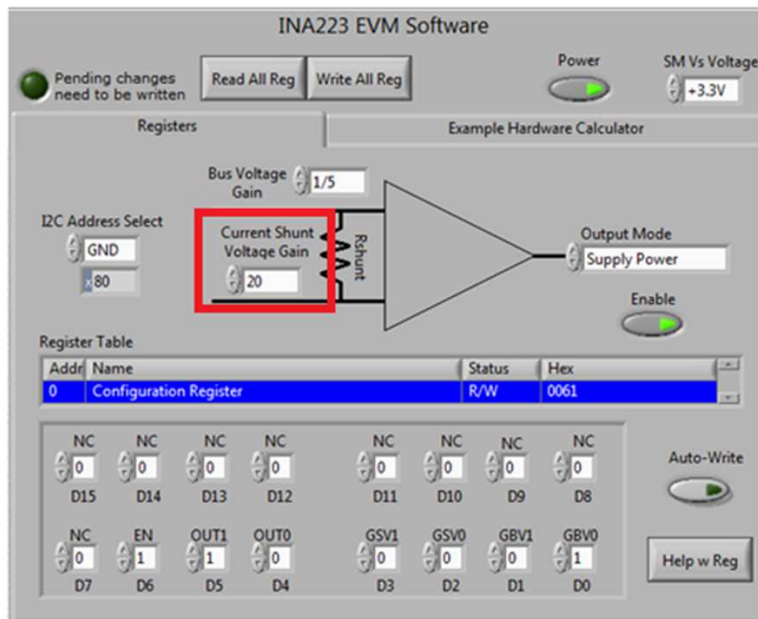 INA223 EVM Software
Pending changes
need to be written
Read All Reg
Write All Reg
Power
SM Vs Voltage
+3.3V
Registers
Example Hardware Calculator
Bus Voltage
Gain
1/5
I2C Address Select
GND
x80
Current Shunt
Voltage Gain
20
Rshunt
Output Mode
Supply Power
Enable
Register Table
Addr Name Status Hex
0 Configuration Register R/W 0061
NC NC NC NC NC NC NC NC
0 0 0 0 0 0 0 0
D15 D14 D13 D12 D11 D10 D9 D8
Auto-Write
NC EN OUT1 OUT0 GSV1 GSV0 GBV1 GBV0
0 1 1 0 0 0 0 1
D7 D6 D5 D4 D3 D2 D1 D0
Help w Reg